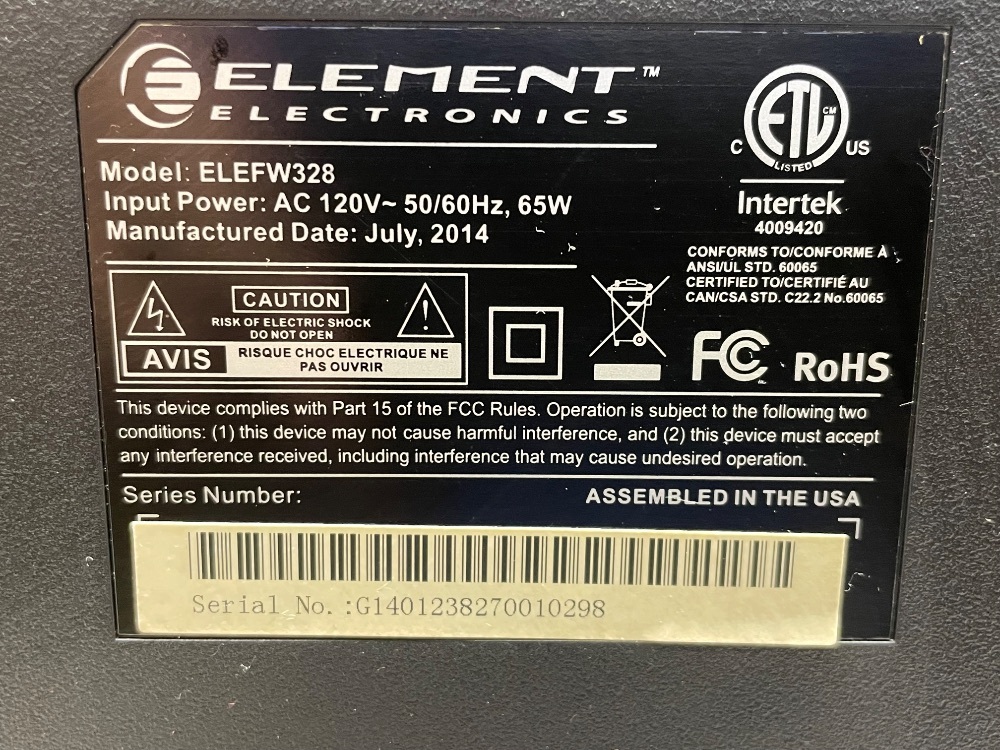 ELEMENT™
ELECTRONICS
Model: ELEFW328
Input Power: AC 120V~ 50/60Hz, 65W
Manufactured Date: July, 2014
ETL CM
C US
LISTED
Intertek
4009420
CONFORMS TO/CONFORME À
ANSI/UL STD. 60065
CERTIFIED TO/CERTIFIÉ AU
CAN/CSA STD. C22.2 No.60065
CAUTION
RISK OF ELECTRIC SHOCK
DO NOT OPEN
AVIS
RISQUE CHOC ELECTRIQUE NE
PAS OUVRIR
FCC
RoHS
This device complies with Part 15 of the FCC Rules. Operation is subject to the following two
conditions: (1) this device may not cause harmful interference, and (2) this device must accept
any interference received, including interference that may cause undesired operation.
Series Number:
ASSEMBLED IN THE USA
Serial No.:G1401238270010298